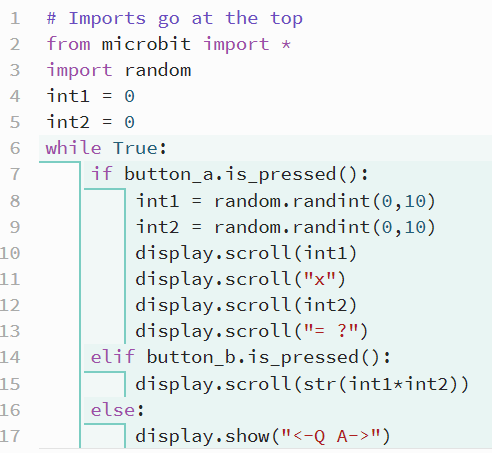 1 # Imports go at the top
2 from microbit import *
3 import random
4 int1 = 0
5 int2 = 0
6 while True:
7     if button_a.is_pressed():
8         int1 = random.randint(0,10)
9         int2 = random.randint(0,10)
10         display.scroll(int1)
11         display.scroll("x")
12         display.scroll(int2)
13         display.scroll("= ?")
14     elif button_b.is_pressed():
15         display.scroll(str(int1*int2))
16     else:
17         display.show("<-Q A->")